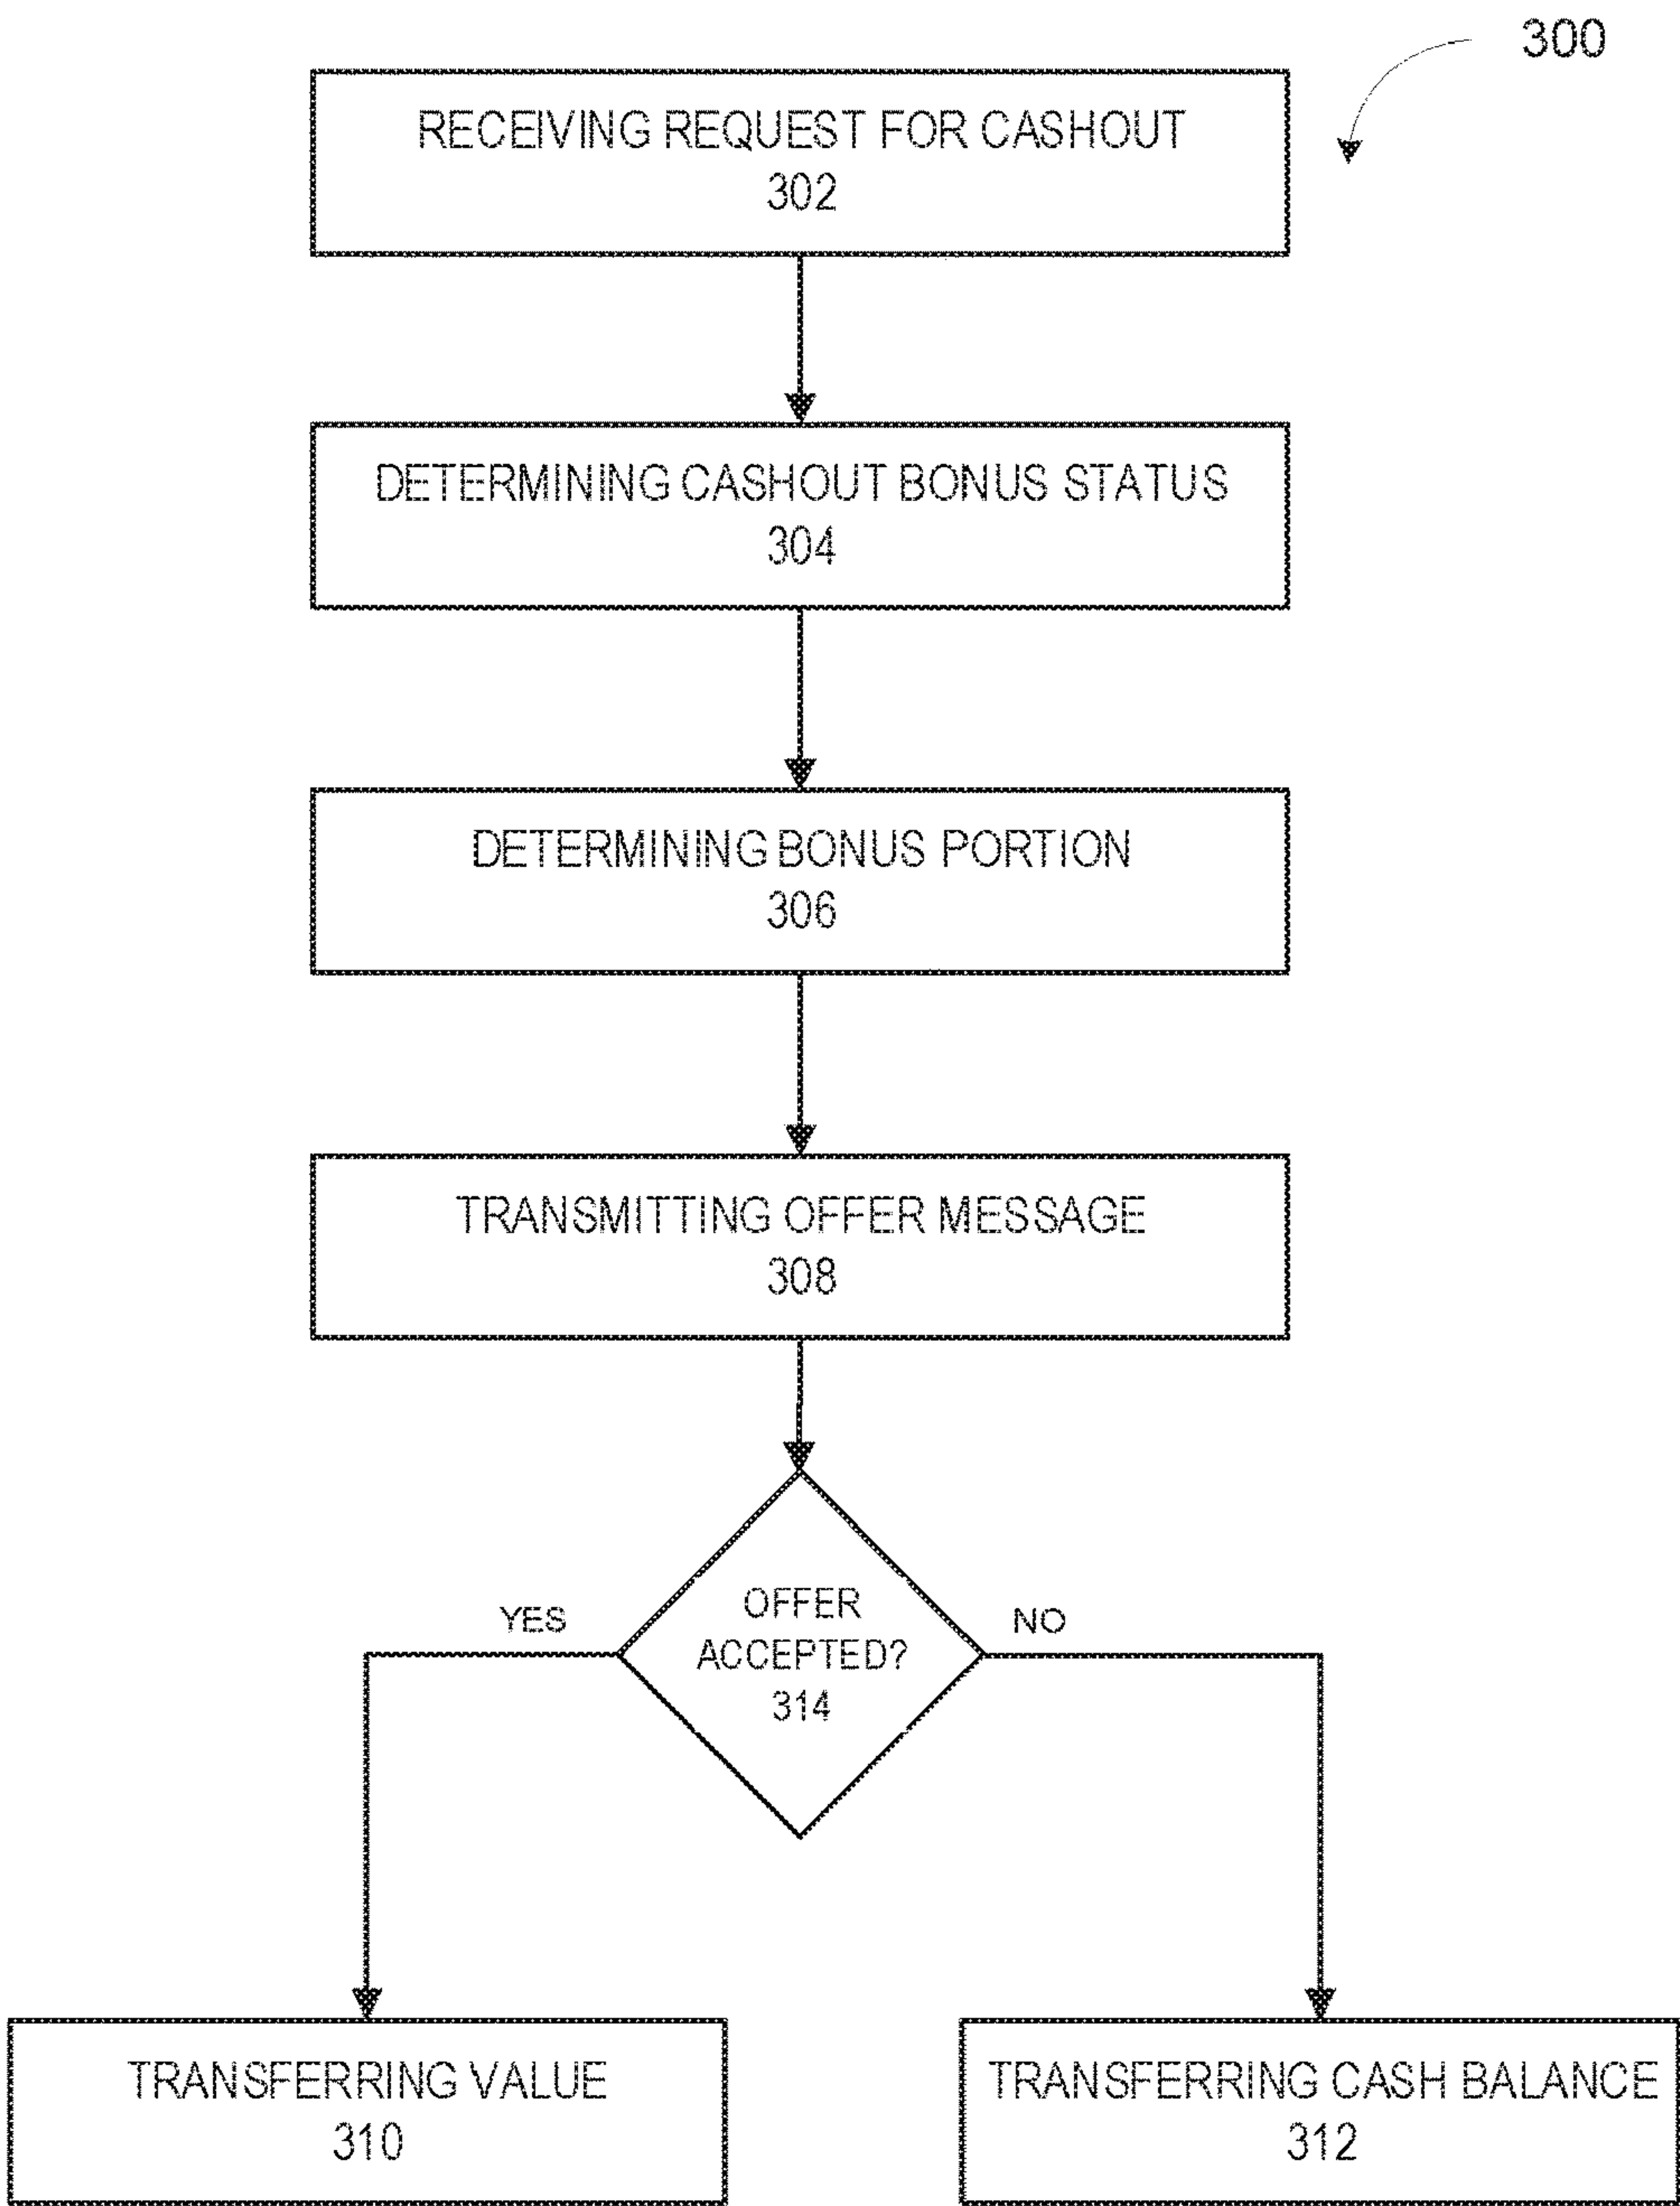 300
RECEIVING REQUEST FOR CASHOUT
302
DETERMINING CASHOUT BONUS STATUS
304
DETERMINING BONUS PORTION
306
TRANSMITTING OFFER MESSAGE
308
OFFER
ACCEPTED?
314
YES
NO
TRANSFERRING VALUE
310
TRANSFERRING CASH BALANCE
312